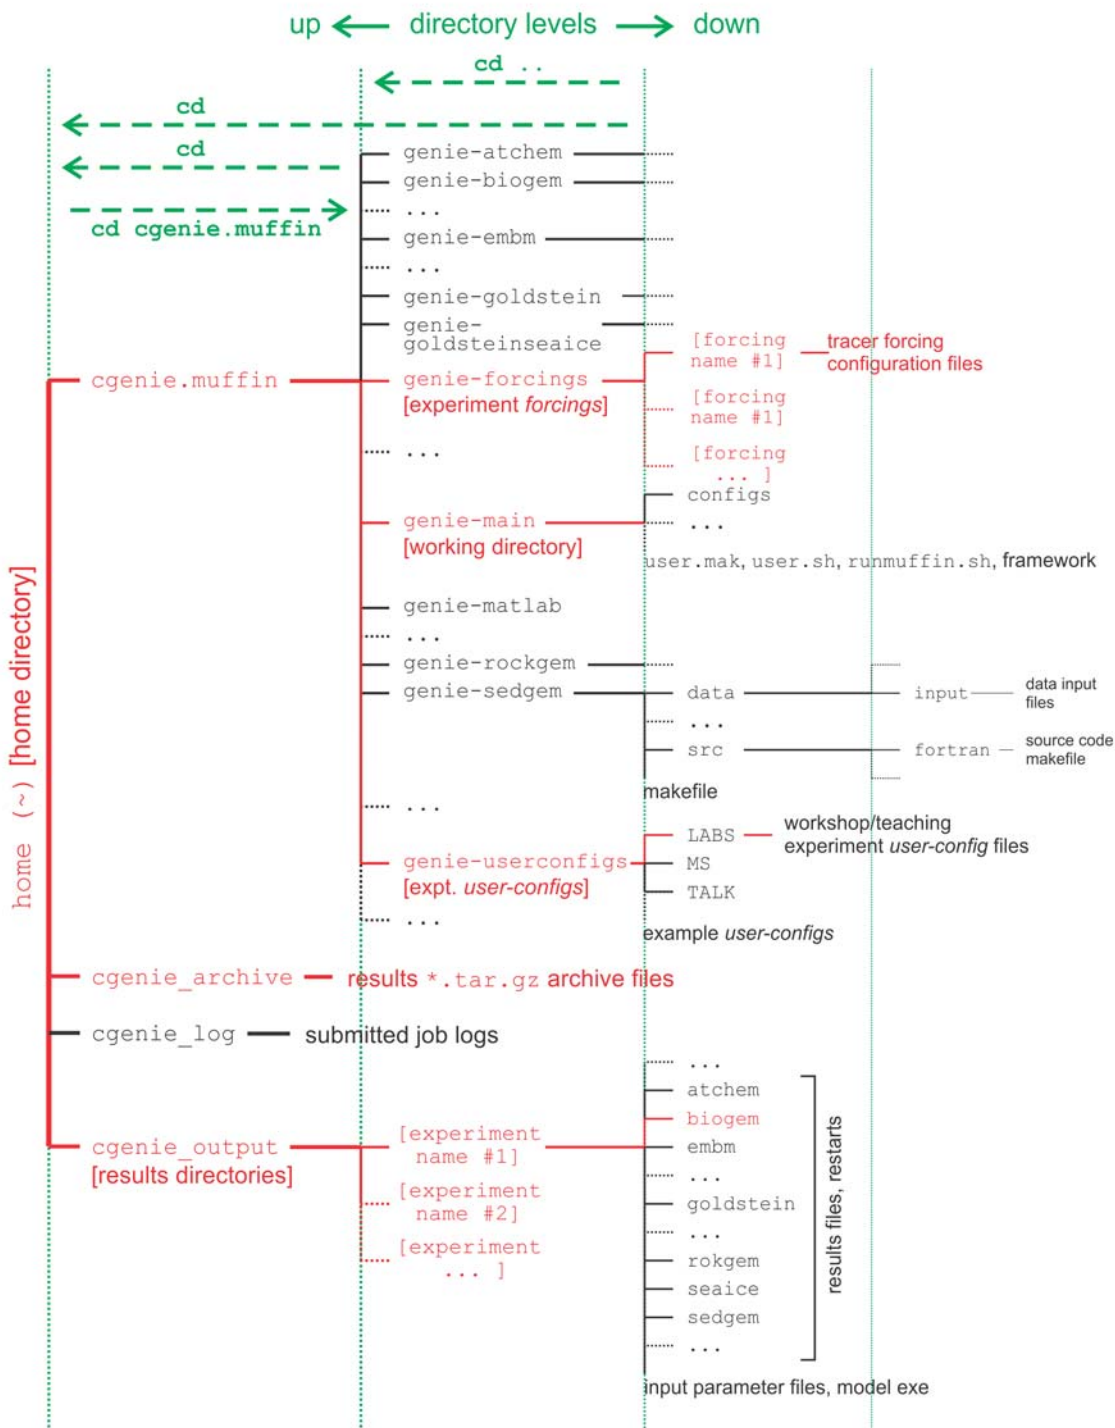 up directory levels down
cd ..
cd
cd
cd cgenie.muffin
genie-atchem
genie-biogem
...
genie-embm
...
genie-goldstein
genie-
goldsteinseaice
cgenie.muffin
genie-forcings
[experiment forcings]
[forcing
name #1]
tracer forcing
configuration files
[forcing
name #1]
[forcing
... ]
...
genie-main
[working directory]
configs
...
user.mak, user.sh, runmuffin.sh, framework
genie-matlab
...
genie-rockgem
genie-sedgem
data
input
data input
files
...
src
fortran
source code
makefile
makefile
...
genie-userconfigs
[expt. user-configs]
LABS
workshop/teaching
experiment user-config files
MS
TALK
...
example user-configs
home (~) [home directory]
cgenie_archive
results *.tar.gz archive files
cgenie_log
submitted job logs
cgenie_output
[results directories]
[experiment
name #1]
[experiment
name #2]
[experiment
... ]
...
atchem
biogem
embm
...
goldstein
...
rokgem
seaice
sedgem
...
results files, restarts
input parameter files, model exe